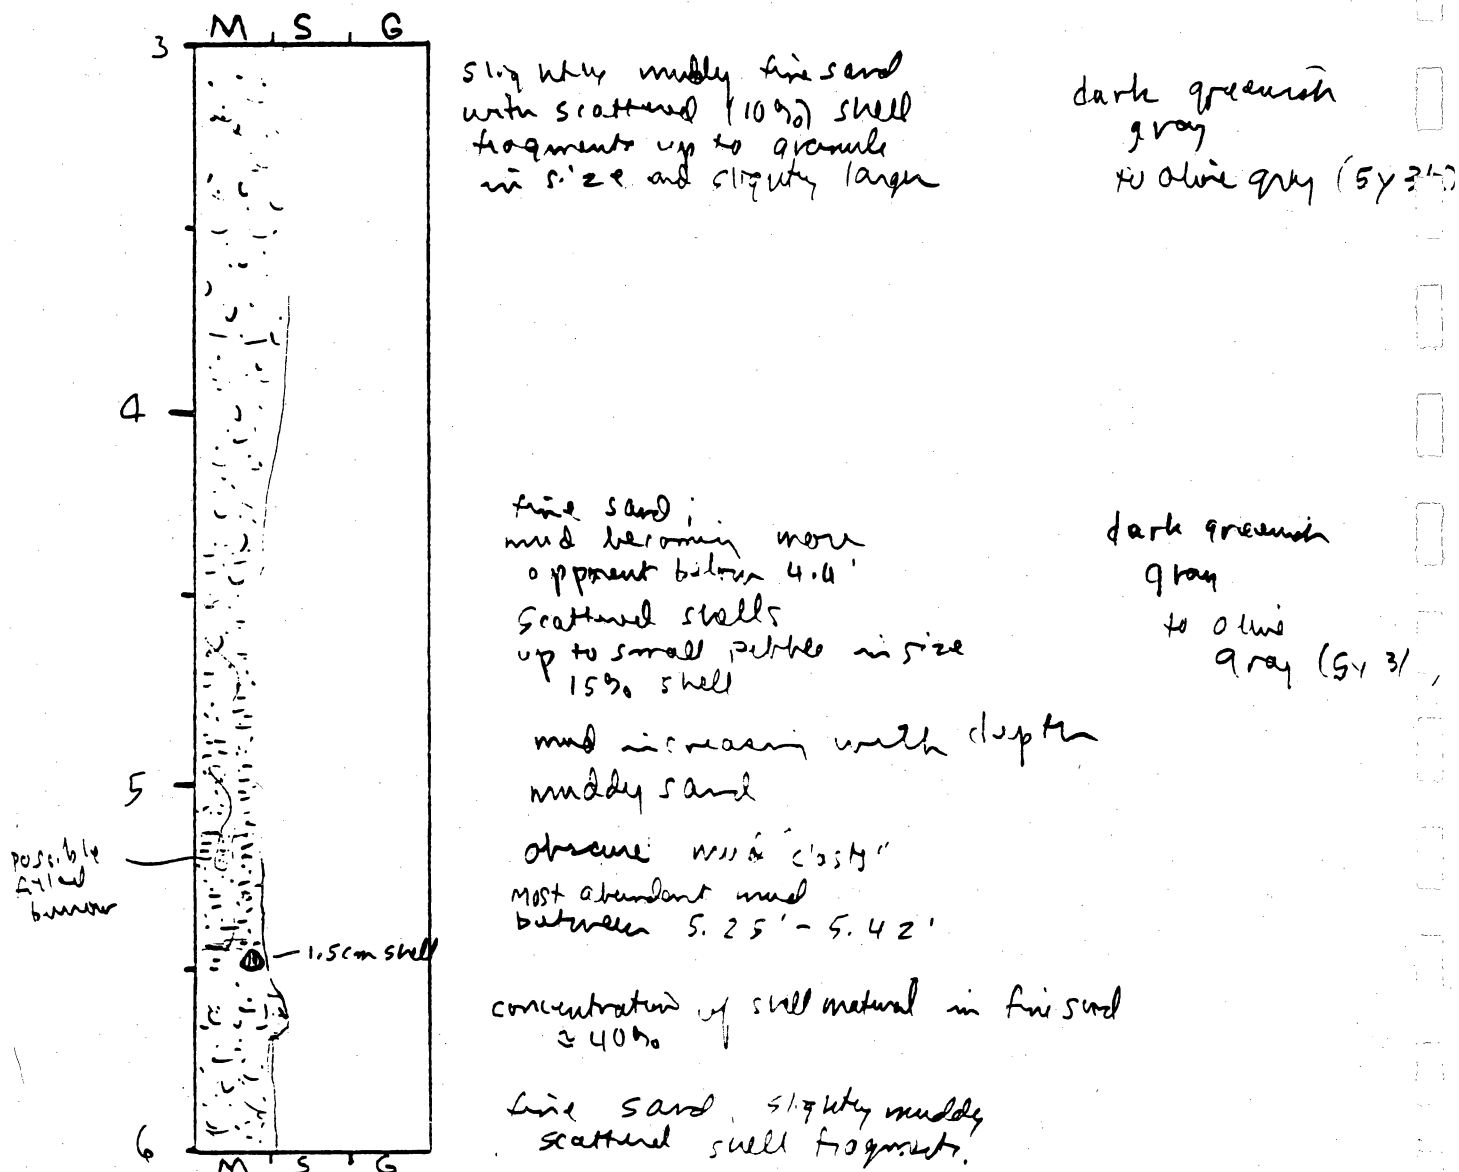 M S G
3
slightly muddy fine sand
with scattered (10%) shell
fragments up to granule
in size and slightly larger
dark greenish
gray
to olive gray (5Y 3/
4
fine sand;
mud becoming more
apparent below 4.4'
scattered shells
up to small pebble in size
15% shell
dark greenish
gray
to olive
gray (5Y 3/
mud increasing with depth
5
muddy sand
possible
filled
burrow
obscure
most abundant mud
between 5.25' - 5.42'
1.5cm shell
concentration of shell material in fine sand
≈ 40%
fine sand, slightly muddy
scattered shell fragments.
6
M S G